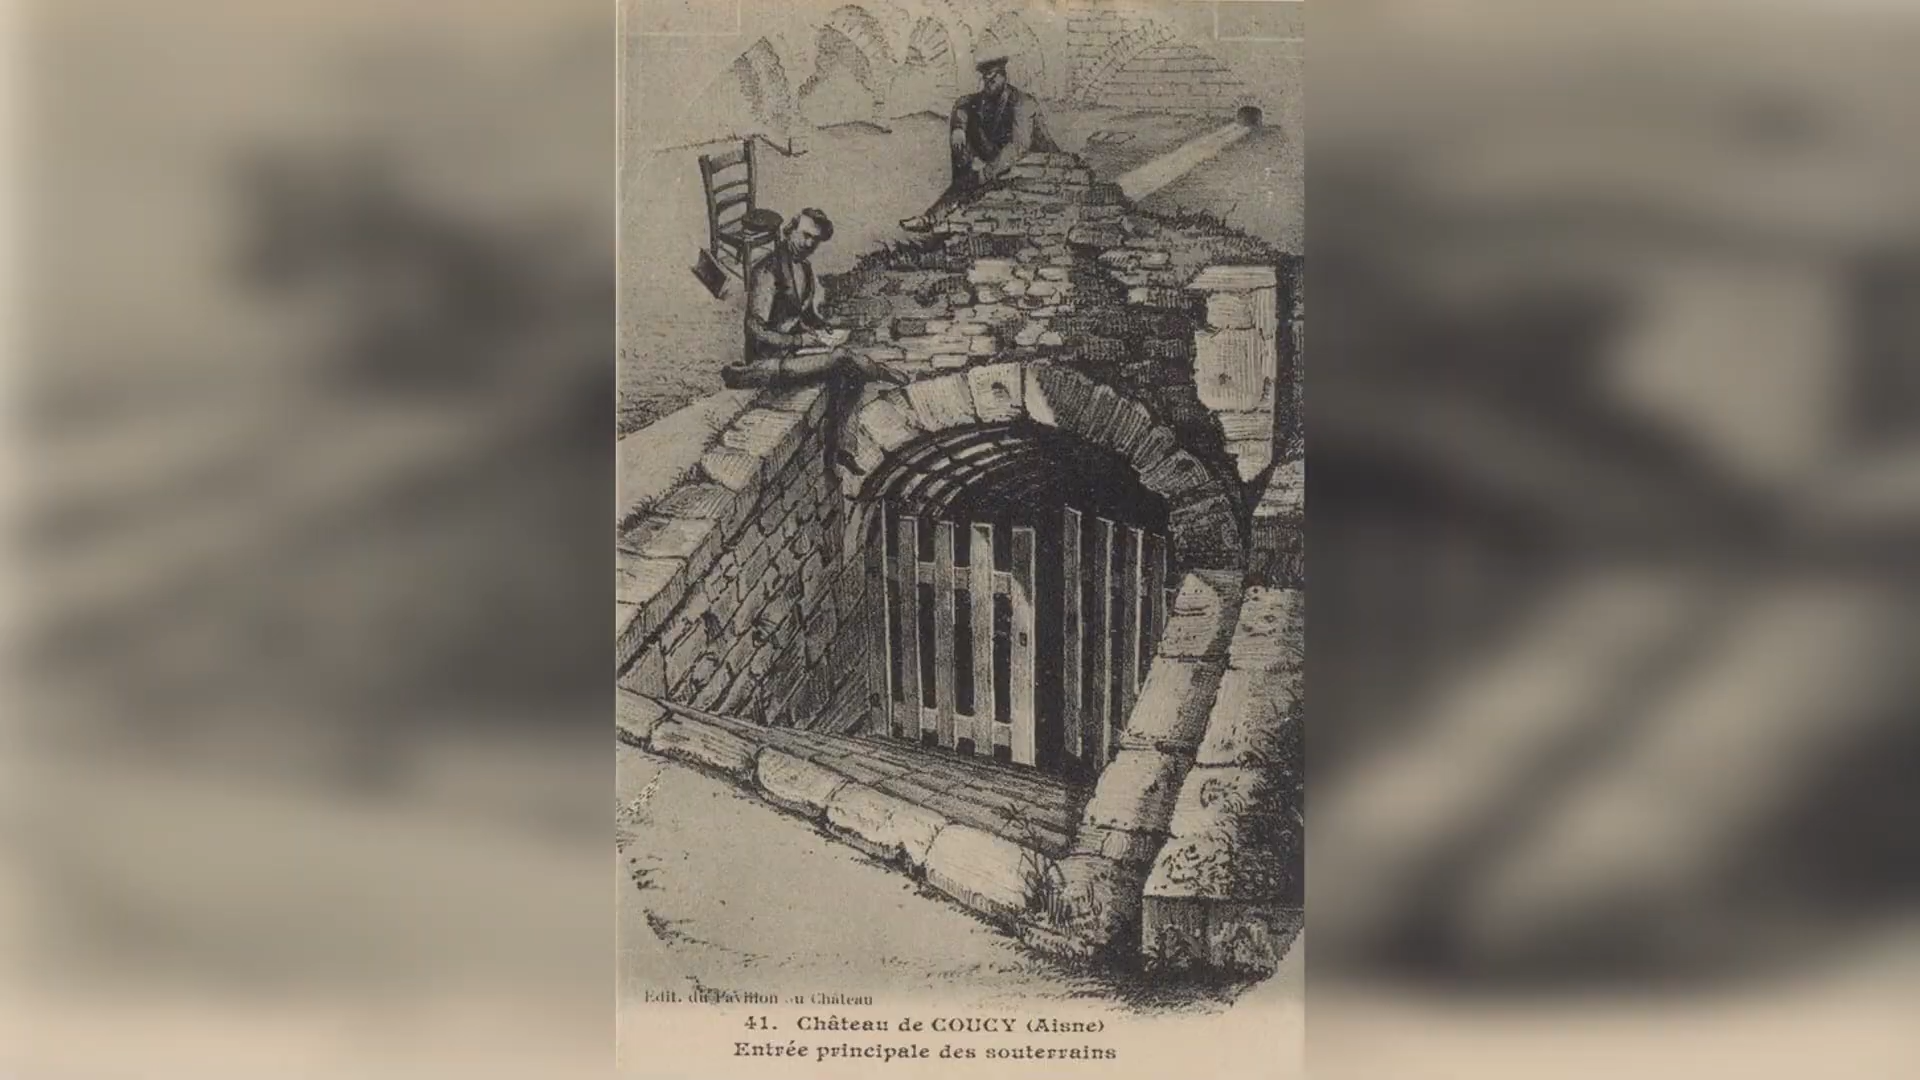 Edit. du Pavillon du Château
41. Château de COUCY (Aisne)
Entrée principale des souterrains